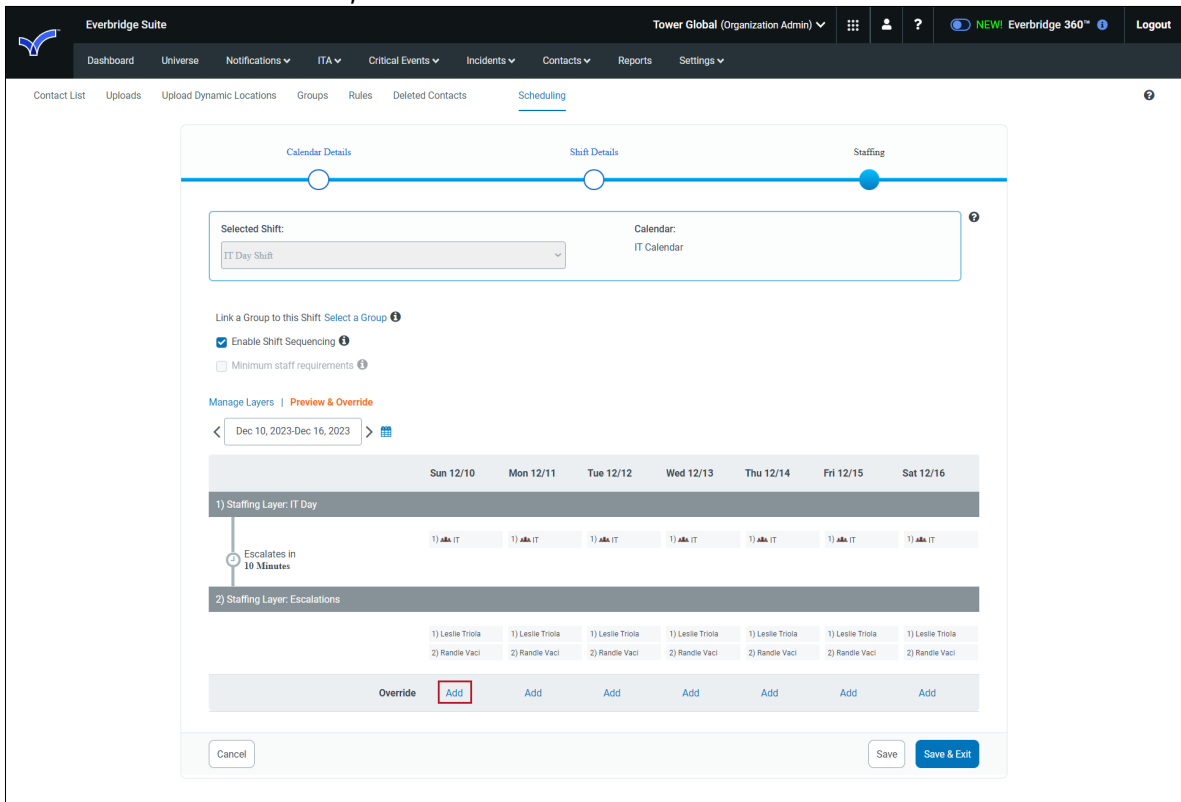 Everbridge Suite
Tower Global (Organization Admin)
?
NEW! Everbridge 360™
Logout
Dashboard Universe Notifications ITA Critical Events Incidents Contacts Reports Settings
Contact List Uploads Upload Dynamic Locations Groups Rules Deleted Contacts Scheduling
Calendar Details Shift Details Staffing
Selected Shift: Calendar:
IT Day Shift IT Calendar
Link a Group to this Shift Select a Group
Enable Shift Sequencing
Minimum staff requirements
Manage Layers | Preview & Override
Dec 10, 2023-Dec 16, 2023
Sun 12/10 Mon 12/11 Tue 12/12 Wed 12/13 Thu 12/14 Fri 12/15 Sat 12/16
1) Staffing Layer: IT Day
1) IT 1) IT 1) IT 1) IT 1) IT 1) IT 1) IT
Escalates in
10 Minutes
2) Staffing Layer: Escalations
1) Leslie Triola 1) Leslie Triola 1) Leslie Triola 1) Leslie Triola 1) Leslie Triola 1) Leslie Triola 1) Leslie Triola
2) Randle Vaci 2) Randle Vaci 2) Randle Vaci 2) Randle Vaci 2) Randle Vaci 2) Randle Vaci 2) Randle Vaci
Override Add Add Add Add Add Add Add
Cancel Save Save & Exit